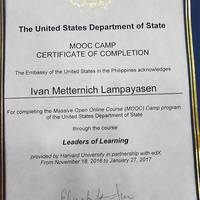 The United States Department of State
MOOC CAMP
CERTIFICATE OF COMPLETION
The Embassy of the United States in the Philippines acknowledges
Ivan Metternich Lampayasen
For completing the Massive Open Online Course (MOOC) Camp program
of the United States Department of State
through the course
Leaders of Learning
provided by Harvard University in partnership with edX
From November 18, 2016 to January 27, 2017